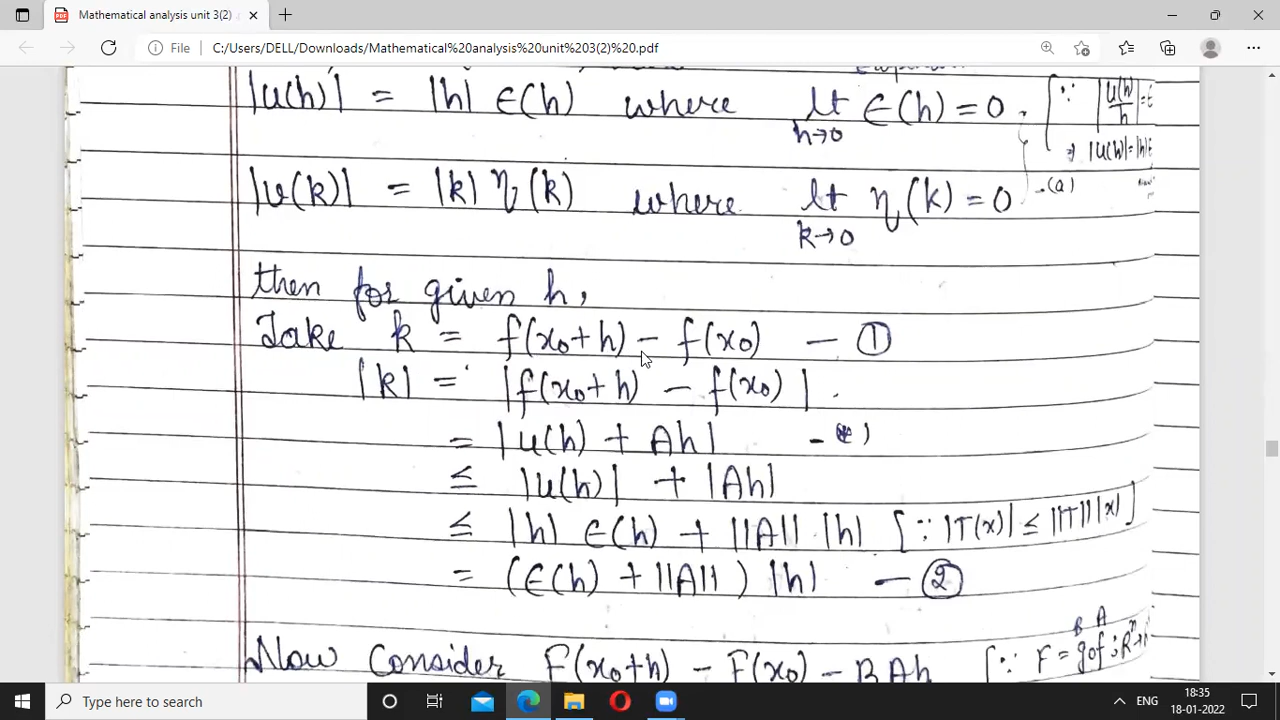 Mathematical analysis unit 3(2)
File C:/Users/DELL/Downloads/Mathematical%20analysis%20unit%203(2)%20.pdf
|u(h)| = |h| ∈(h) where lt h→0 ∈(h) = 0. [∵ |u(h)/h| =
⇒ |u(h)| = |h|
|v(k)| = |k| η(k) where lt k→0 η(k) = 0 -(a)
then for given h,
Take k = f(x₀+h) - f(x₀) — ①
|k| = |f(x₀+h) - f(x₀)|.
= |u(h) + Ah|
≤ |u(h)| + |Ah|
≤ |h| ∈(h) + ||A|| |h| [∵ |T(x)| ≤ ||T|| |x|]
= (∈(h) + ||A||) |h| — ②
B A
Now Consider F(x₀+h) - F(x₀) - BAh [∵ F = gof : Rⁿ→
Type here to search
ENG
18:35
18-01-2022